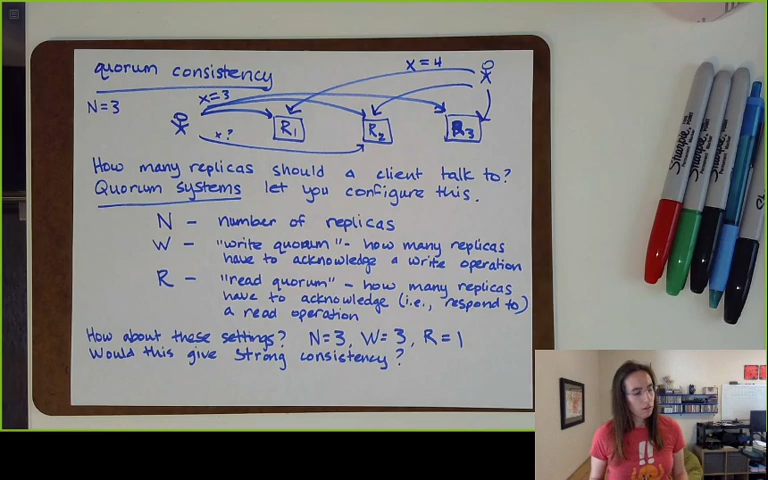 quorum consistency
N=3
x=3
x=4
x?
R1
R2
R3
How many replicas should a client talk to?
Quorum systems let you configure this.
N - number of replicas
W - "write quorum" - how many replicas
have to acknowledge a write operation
R - "read quorum" - how many replicas
have to acknowledge (i.e., respond to)
a read operation
How about these settings? N=3, W=3, R=1
Would this give strong consistency?
Sharpie
Sharpie
Sharpie